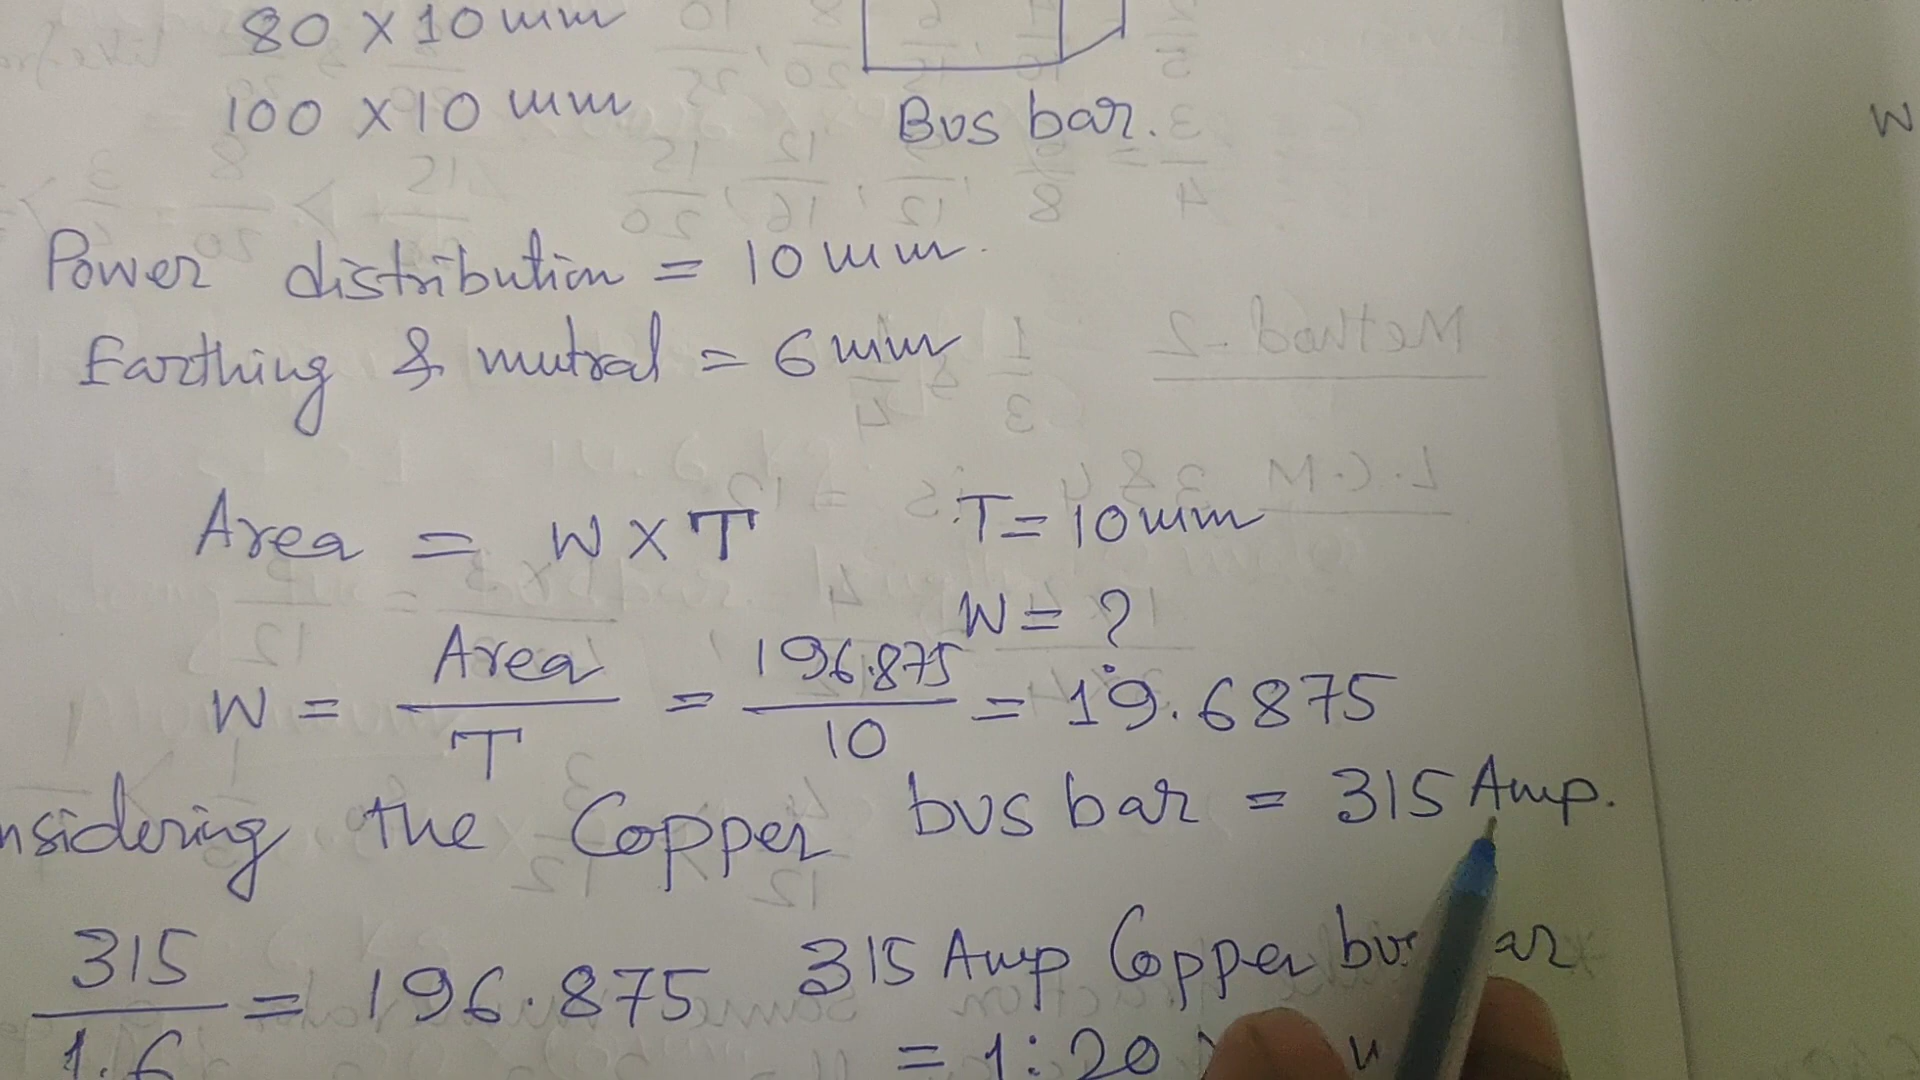 80 X 10 mm
100 X 10 mm
Bus bar.
Power distribution = 10 mm.
Earthing & nutral = 6 mm
Area = W X T
T = 10 mm
W = ?
W = Area / T = 196.875 / 10 = 19.6875
nsidering the Copper bus bar = 315 Amp.
315 / 1.6 = 196.875
315 Amp Copper bus ar
= 1:20